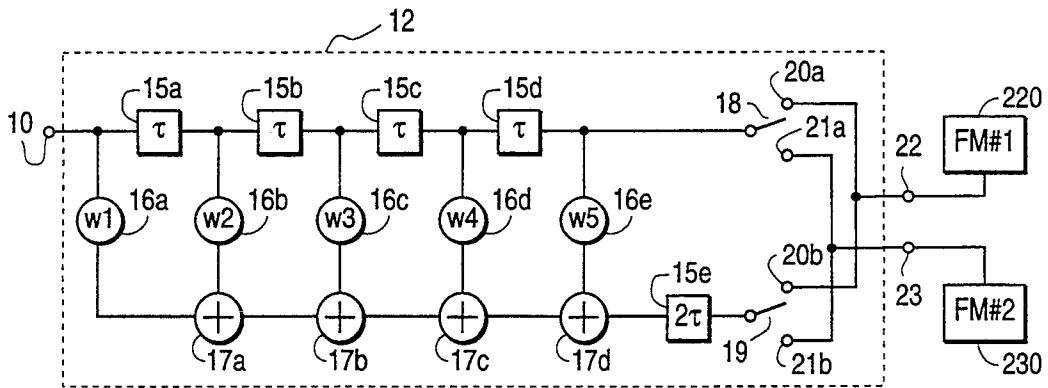 12
15a 15b 15c 15d 20a 220
10 τ τ τ τ 18 21a FM#1
22
w1 16a w2 16b w3 16c w4 16d w5 16e
15e 20b 23
+ + + + 2τ FM#2
17a 17b 17c 17d 19 21b 230